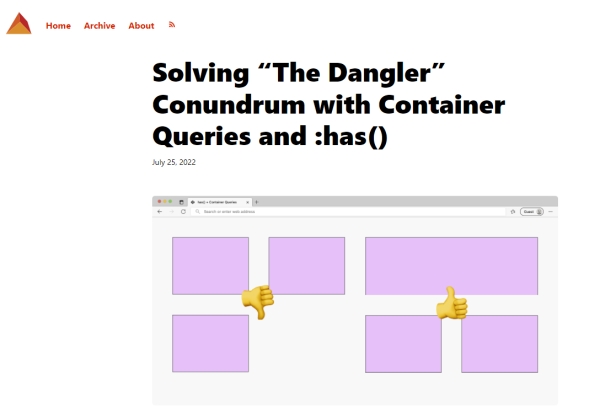 Home Archive About
Solving “The Dangler”
Conundrum with Container
Queries and :has()
July 25, 2022
:has() + Container Queries
Search or enter web address
Guest